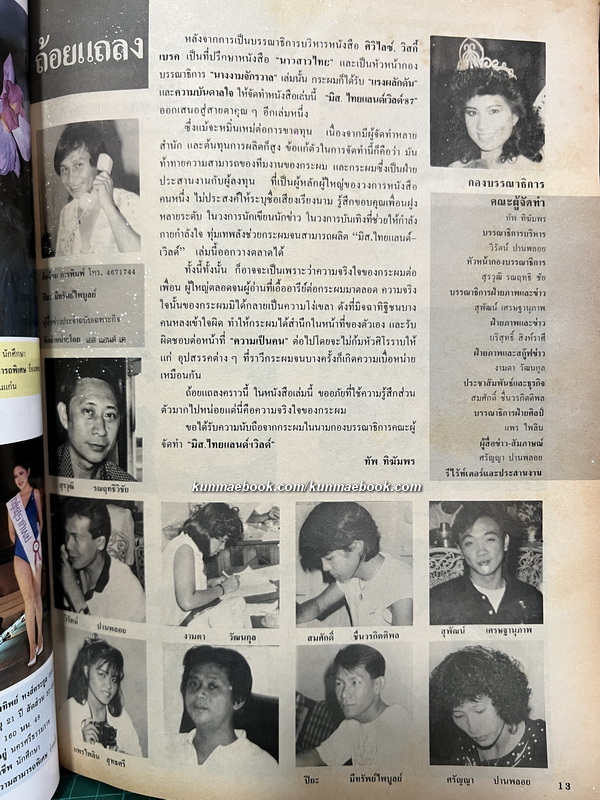 ถ้อยแถลง
หลังจากการเป็นบรรณาธิการบริหารหนังสือ ศิวิไลซ์, วิสกี้
เบรค เป็นที่ปรึกษาหนังสือ "นาวสาวไทย" และเป็นหัวหน้ากอง
บรรณาธิการ "นางงามจักรวาล" เล่มนั้น กระผมก็ได้รับ "แรงผลักดัน"
และความบันดาลใจ ให้จัดทำหนังสือเล่มนี้ "มิส.ไทยแลนด์เวิลด์'87"
ออกเสนอสู่สายตาคุณ ๆ อีกเล่มหนึ่ง
ซึ่งแม้จะหมิ่นเหม่ต่อการขาดทุน เนื่องจากมีผู้จัดทำหลาย
สำนัก และต้นทุนการผลิตก็สูง ข้อแก้ตัวในการจัดทำนี้ก็คือว่า มัน
ท้าทายความสามารถของทีมงานของกระผม และกระผมซึ่งเป็นฝ่าย
ประสานงานกับผู้ลงทุน ที่เป็นผู้หลักผู้ใหญ่ของวงการหนังสือ
คนหนึ่ง ไม่ประสงค์ให้ระบุชื่อเสียงเรียงนาม รู้สึกขอบคุณเพื่อนฝูง
หลายระดับ ในวงการนักเขียนนักข่าว ในวงการบันเทิงที่ช่วยให้กำลัง
กายกำลังใจ ทุ่มเทพลังช่วยกระผมจนสามารถผลิต "มิส.ไทยแลนด์-
เวิลด์" เล่มนี้ออกวางตลาดได้
ทั้งนี้ทั้งนั้น ก็อาจจะเป็นเพราะว่าความจริงใจของกระผมต่อ
เพื่อน ผู้ใหญ่ตลอดจนผู้อ่านที่เอื้ออารีย์ต่อกระผมมาตลอด ความจริง
ใจนั้นของกระผมมิได้กลายเป็นความโง่เขลา ดังที่มิจฉาทิฐิชนบาง
คนหลงเข้าใจผิด ทำให้กระผมได้สำนึกในหน้าที่ของตัวเอง และรับ
ผิดชอบต่อหน้าที่ "ความเป็นคน" ต่อไปโดยจะไม่ก้มหัวศิโรราบให้
แก่ อุปสรรคต่าง ๆ ที่ราวีกระผมจนบางครั้งก็เกิดความเบื่อหน่าย
เหมือนกัน
ถ้อยแถลงคราวนี้ ในหนังสือเล่มนี้ ขออภัยที่ใช้ความรู้สึกส่วน
ตัวมากไปหน่อยแต่นี่คือความจริงใจของกระผม
ขอได้รับความนับถือจากกระผมในนามกองบรรณาธิการคณะผู้
จัดทำ "มิส.ไทยแลนด์เวิลด์"
ทัพ ทิฆัมพร
กองบรรณาธิการ
คณะผู้จัดทำ
ทัพ ทิฆัมพร
บรรณาธิการบริหาร
วิรัตน์ ปานพลอย
หัวหน้ากองบรรณาธิการ
สุรวุฒิ รณฤทธิ ชัย
บรรณาธิการฝ่ายภาพและข่าว
สุพัฒน์ เศรษฐานุภาพ
ฝ่ายภาพและข่าว
บริสุทธิ์ สิงห์ราศี
ฝ่ายภาพและสกู๊ฟข่าว
งามตา วัฒนกูล
ประชาสัมพันธ์และธุรกิจ
สมศักดิ์ ชื่นวรกิตติพล
บรรณาธิการฝ่ายศิลป์
แพร ไพลิน
ผู้สื่อข่าว-สัมภาษณ์
ศรัญญา ปานพลอย
รีไร้ท์เตอร์และประสานงาน
การพิมพ์ โทร. 4671744
ปิยะ มีทรัพย์ไพบูลย์
สุรวุฒิ รณฤทธิวิชัย
kunmaebook.com/kunmaebook.com
วิรัตน์ ปานพลอย
งามตา วัฒนกูล
สมศักดิ์ ชื่นวรกิตติพล
สุพัฒน์ เศรษฐานุภาพ
แพรไพลิน สุทธศรี
ปิยะ มีทรัพย์ไพบูลย์
ศรัญญา ปานพลอย
13
นักศึกษา
21 ปี
160